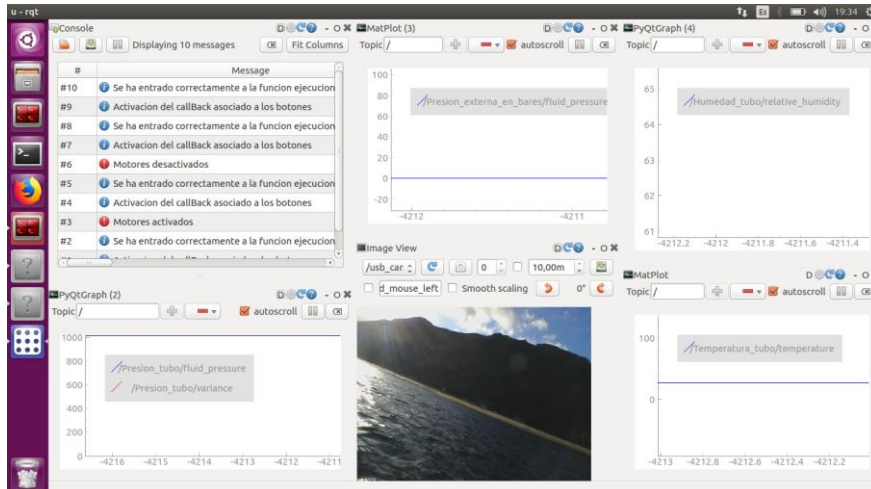 u - rqt
Es
19:34
Console
D
- O
Displaying 10 messages
Fit Columns
#
Message
#10
Se ha entrado correctamente a la funcion ejecucion
#9
Activacion del callBack asociado a los botones
#8
Se ha entrado correctamente a la funcion ejecucion
#7
Activacion del callBack asociado a los botones
#6
Motores desactivados
#5
Se ha entrado correctamente a la funcion ejecucion
#4
Activacion del callBack asociado a los botones
#3
Motores activados
#2
Se ha entrado correctamente a la funcion ejecucion
MatPlot (3)
D
- O
Topic /
autoscroll
100
80
60
40
20
0
-20
/Presion_externa_en_bares/fluid_pressure
-4212
-4211
PyQtGraph (4)
D
- O
Topic /
autoscroll
65
64
63
62
61
/Humedad_tubo/relative_humidity
-4212.2
-4212
-4211.8
-4211.6
-4211.4
PyQtGraph (2)
D
- O
Topic /
autoscroll
1000
800
600
400
200
0
/Presion_tubo/fluid_pressure
/Presion_tubo/variance
-4216
-4215
-4214
-4213
-4212
-4211
Image View
D
- O
/usb_car
0
10,00m
d_mouse_left
Smooth scaling
0°
MatPlot
D
- O
Topic /
autoscroll
100
0
/Temperatura_tubo/temperature
-4213
-4212.8
-4212.6
-4212.4
-4212.2